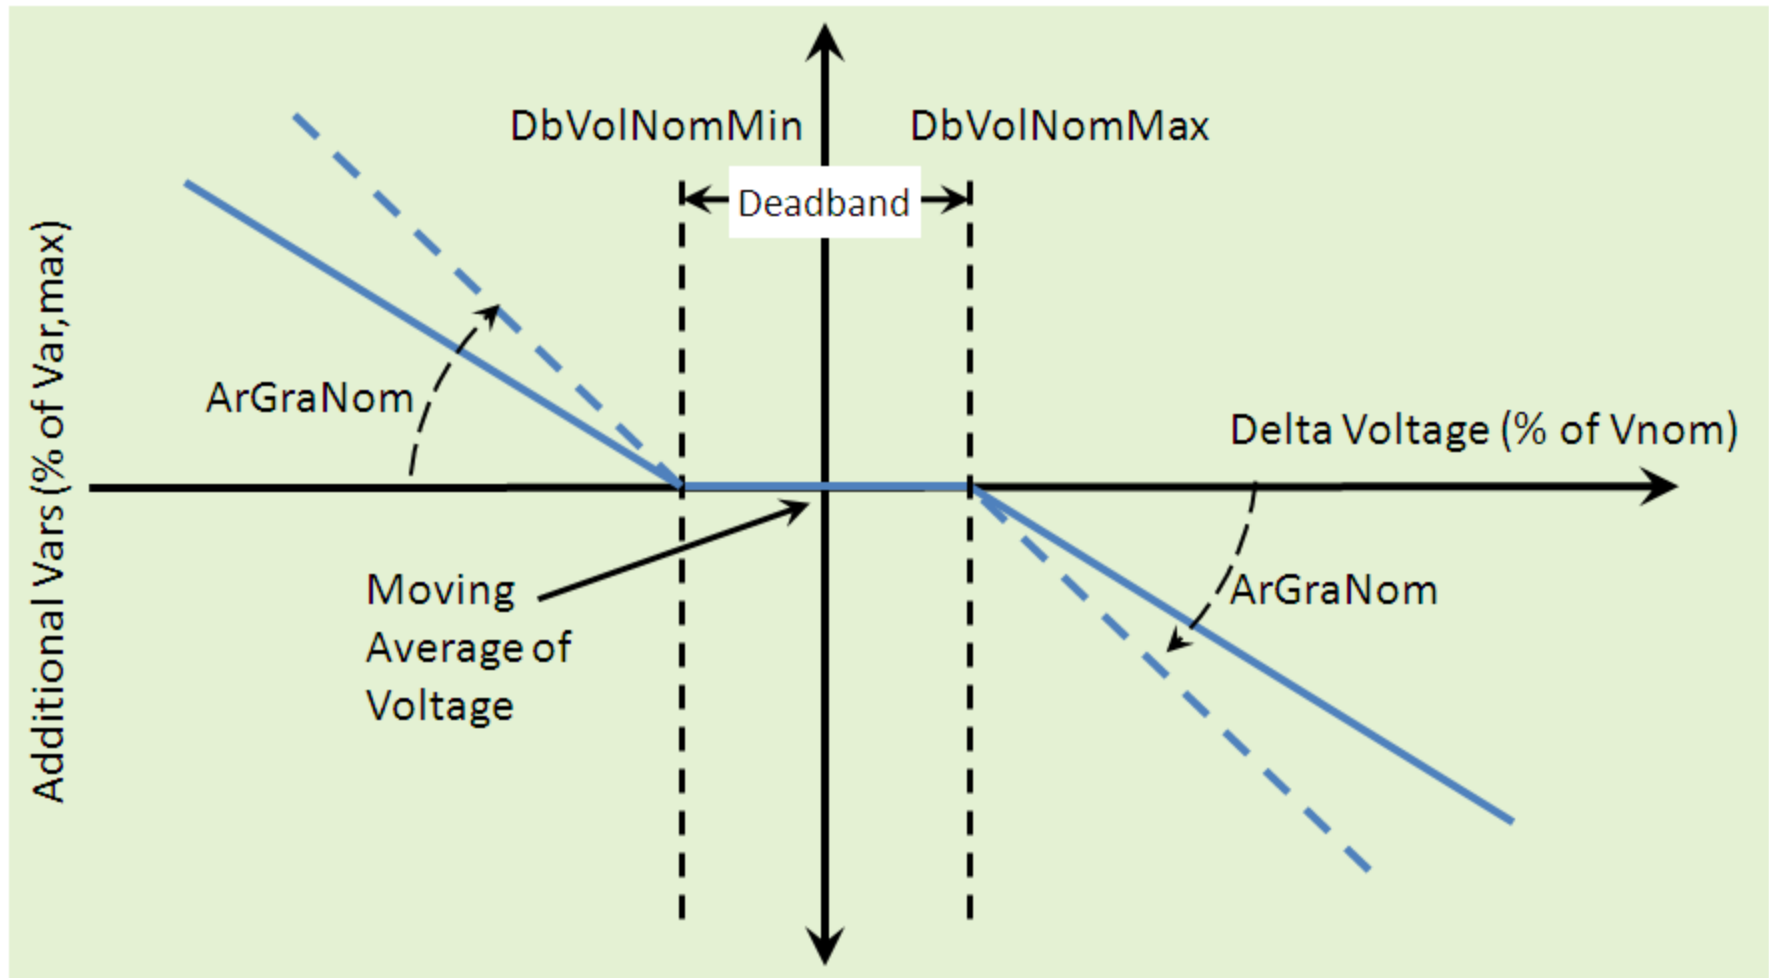 DbVolNomMin
DbVolNomMax
Deadband
Additional Vars (% of Var,max)
ArGraNom
Delta Voltage (% of Vnom)
Moving
Average of
Voltage
ArGraNom